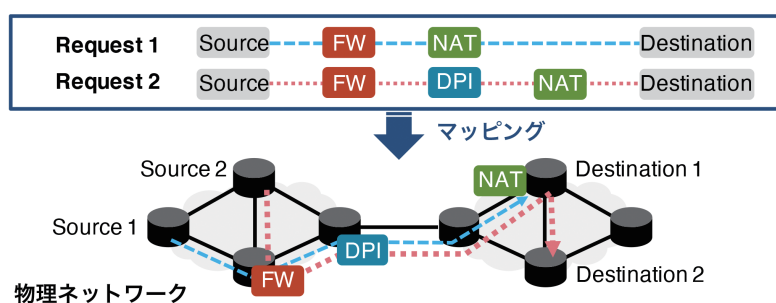 Request 1 Source FW NAT Destination
Request 2 Source FW DPI NAT Destination
マッピング
Source 2 NAT Destination 1
Source 1
DPI
FW Destination 2
物理ネットワーク